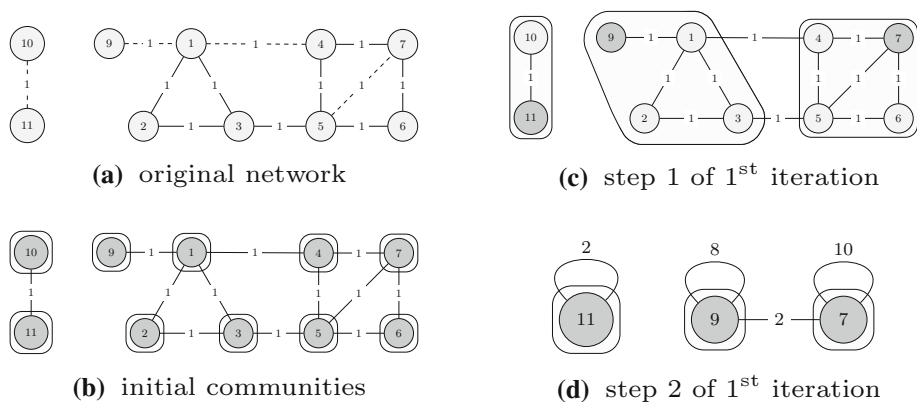 10 9 1 1 1 4 1 7
1 1 1 1 1 1
11 2 1 3 1 5 1 6
(a) original network
10 9 1 1 1 4 1 7
1 1 1 1 1 1
11 2 1 3 1 5 1 6
(b) initial communities
10 9 1 1 1 4 1 7
1 1 1 1 1 1
11 2 1 3 1 5 1 6
(c) step 1 of 1st iteration
2 8 10
11 9 2 7
(d) step 2 of 1st iteration